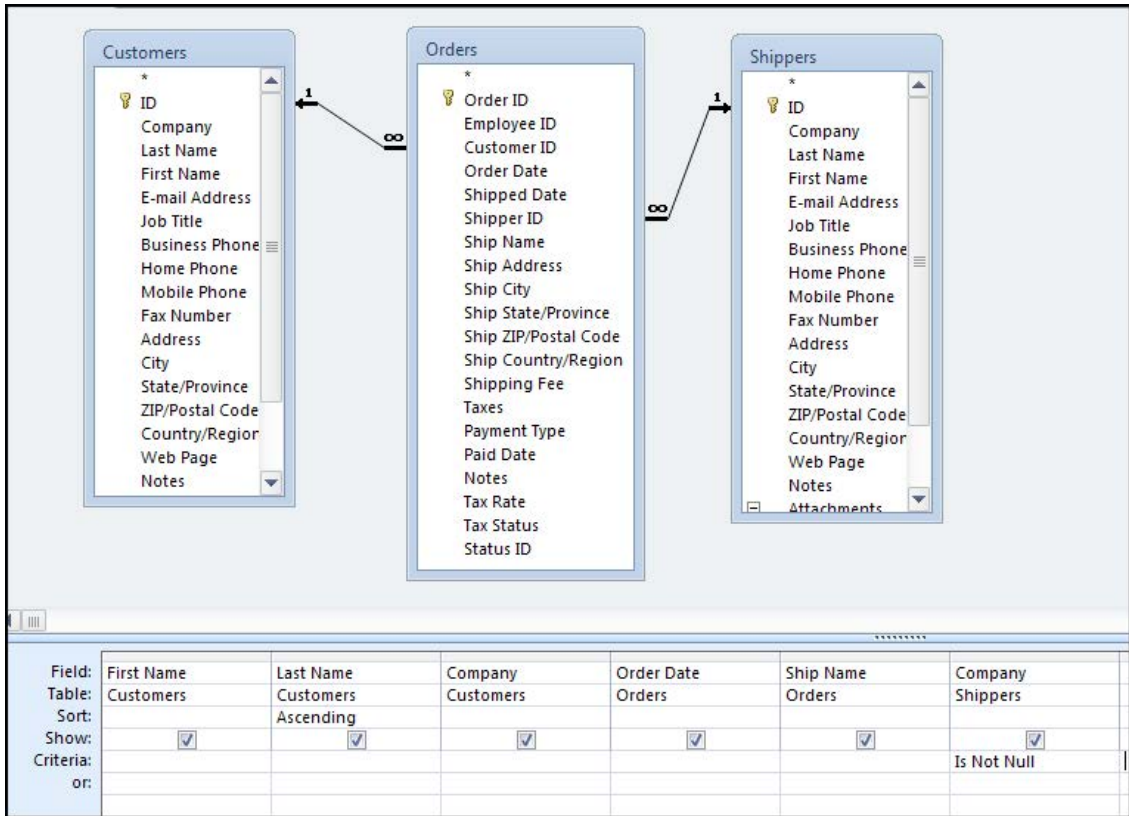 Customers
*
ID
Company
Last Name
First Name
E-mail Address
Job Title
Business Phone
Home Phone
Mobile Phone
Fax Number
Address
City
State/Province
ZIP/Postal Code
Country/Region
Web Page
Notes
1
∞
Orders
*
Order ID
Employee ID
Customer ID
Order Date
Shipped Date
Shipper ID
Ship Name
Ship Address
Ship City
Ship State/Province
Ship ZIP/Postal Code
Ship Country/Region
Shipping Fee
Taxes
Payment Type
Paid Date
Notes
Tax Rate
Tax Status
Status ID
1
∞
Shippers
*
ID
Company
Last Name
First Name
E-mail Address
Job Title
Business Phone
Home Phone
Mobile Phone
Fax Number
Address
City
State/Province
ZIP/Postal Code
Country/Region
Web Page
Notes
Attachments
Field: First Name Last Name Company Order Date Ship Name Company
Table: Customers Customers Customers Orders Orders Shippers
Sort: Ascending
Show:
Criteria: Is Not Null
or: